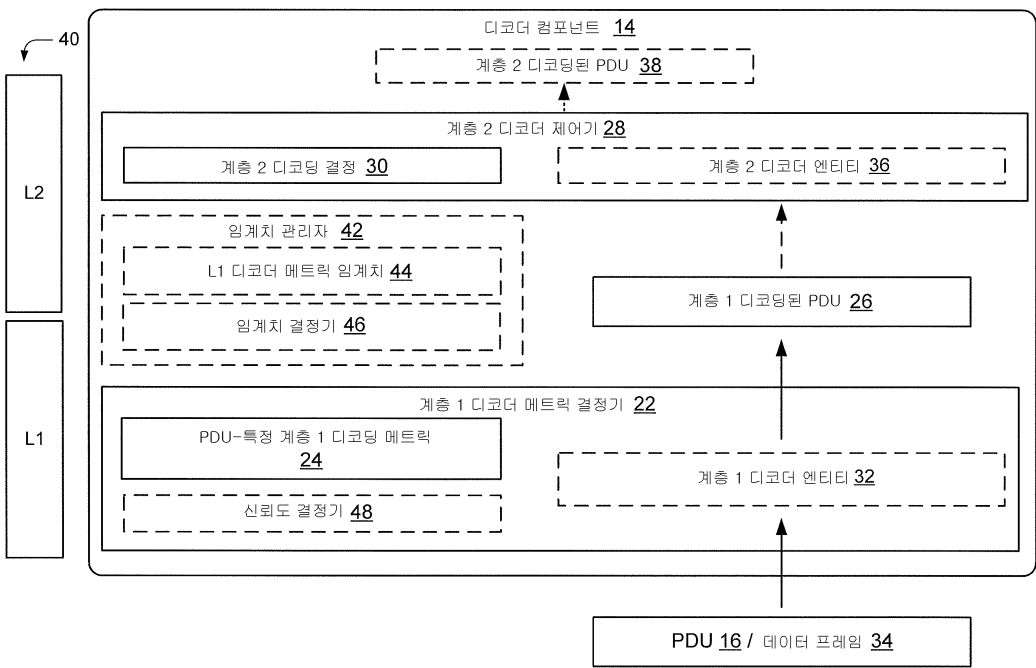 40
디코더 컴포넌트 14
계층 2 디코딩된 PDU 38
계층 2 디코더 제어기 28
계층 2 디코딩 결정 30
계층 2 디코더 엔티티 36
L2
임계치 관리자 42
L1 디코더 메트릭 임계치 44
임계치 결정기 46
계층 1 디코딩된 PDU 26
L1
계층 1 디코더 메트릭 결정기 22
PDU-특정 계층 1 디코딩 메트릭
24
계층 1 디코더 엔티티 32
신뢰도 결정기 48
PDU 16 / 데이터 프레임 34